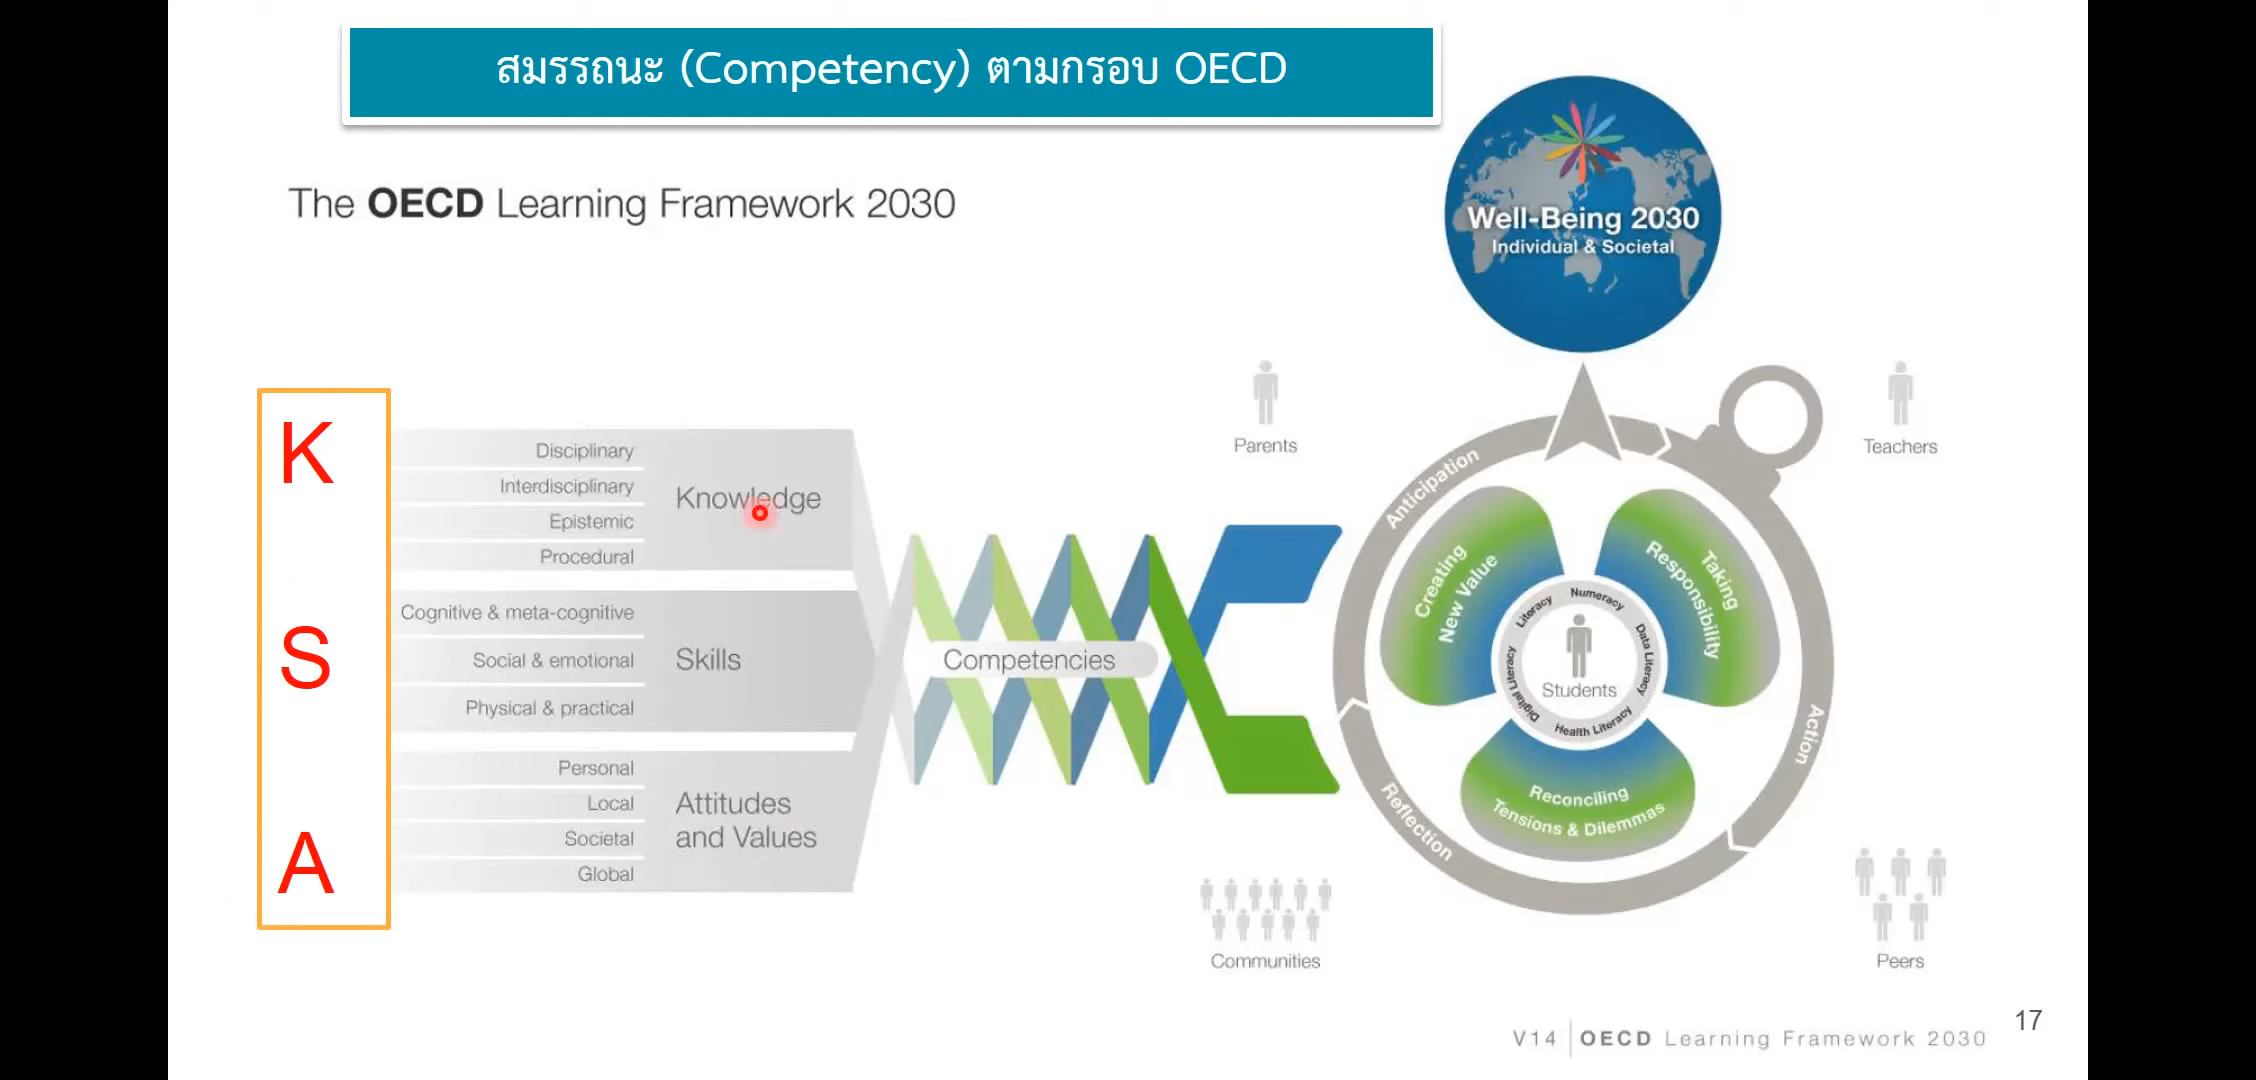 สมรรถนะ (Competency) ตามกรอบ OECD
The OECD Learning Framework 2030
Well-Being 2030
Individual & Societal
K
S
A
Disciplinary
Interdisciplinary
Epistemic
Procedural
Knowledge
Cognitive & meta-cognitive
Social & emotional
Physical & practical
Skills
Personal
Local
Societal
Global
Attitudes
and Values
Competencies
Parents
Teachers
Communities
Peers
Anticipation
Action
Reflection
Creating
New Value
Taking
Responsibility
Reconciling
Tensions & Dilemmas
Literacy
Numeracy
Data Literacy
Health Literacy
Digital Literacy
Students
V14 OECD Learning Framework 2030
17